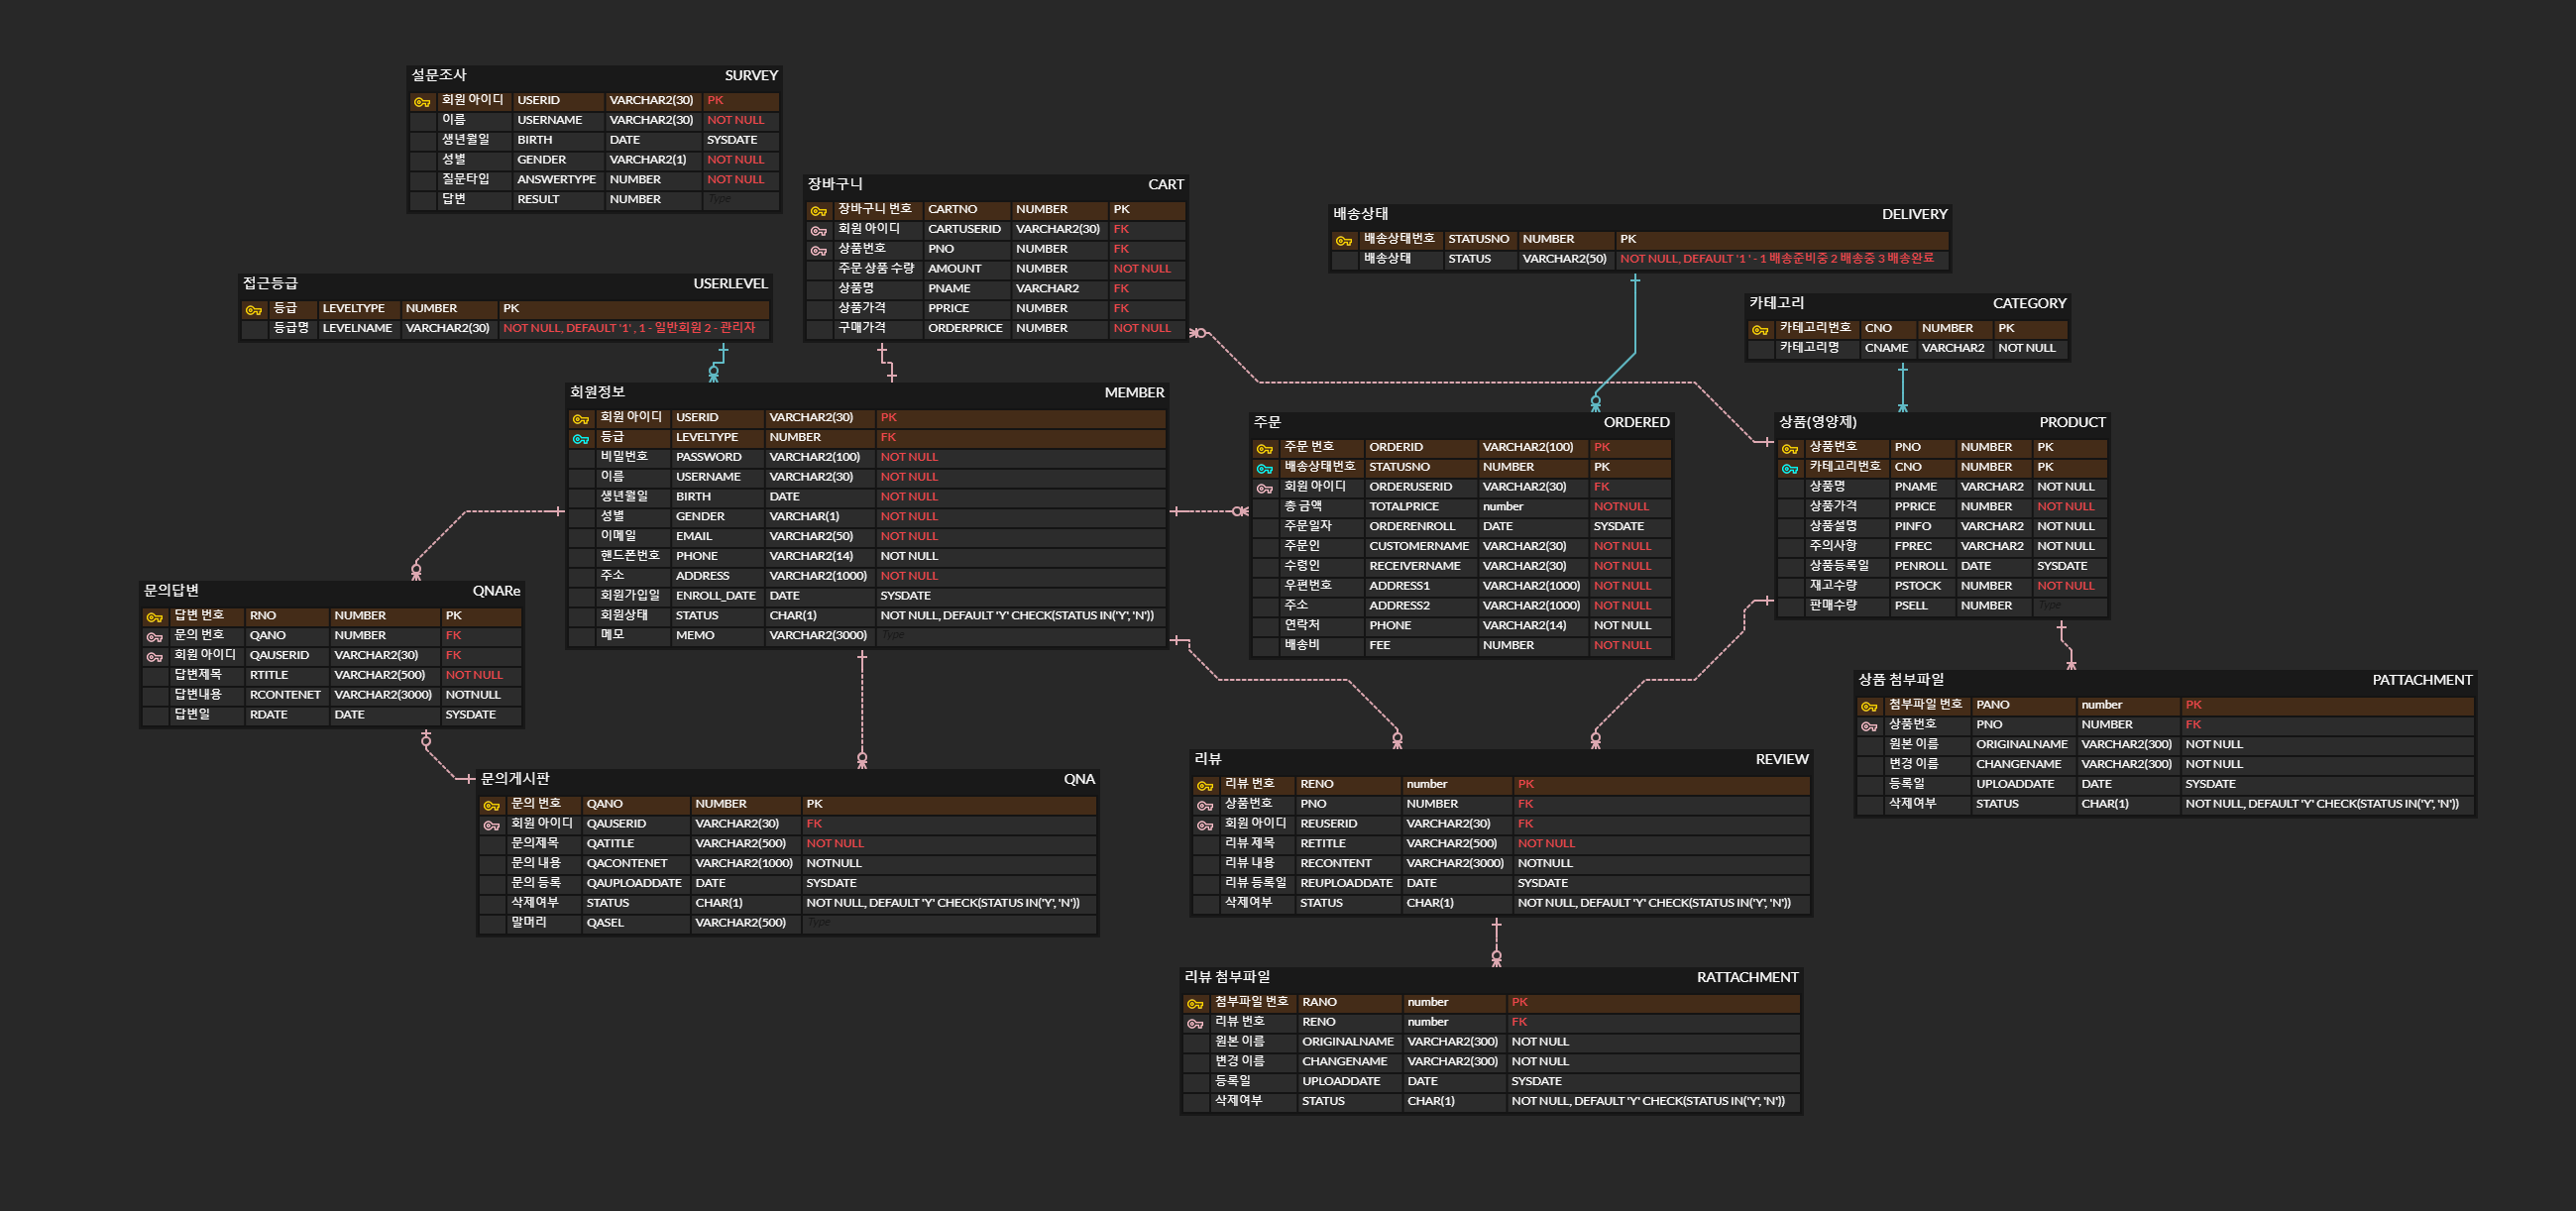 설문조사 SURVEY
회원 아이디 USERID VARCHAR2(30) PK
이름 USERNAME VARCHAR2(30) NOT NULL
생년월일 BIRTH DATE SYSDATE
성별 GENDER VARCHAR2(1) NOT NULL
질문타입 ANSWERTYPE NUMBER NOT NULL
답변 RESULT NUMBER Type
장바구니 CART
장바구니 번호 CARTNO NUMBER PK
회원 아이디 CARTUSERID VARCHAR2(30) FK
상품번호 PNO NUMBER FK
주문 상품 수량 AMOUNT NUMBER NOT NULL
상품명 PNAME VARCHAR2 FK
상품가격 PPRICE NUMBER FK
구매가격 ORDERPRICE NUMBER NOT NULL
배송상태 DELIVERY
배송상태번호 STATUSNO NUMBER PK
배송상태 STATUS VARCHAR2(50) NOT NULL, DEFAULT '1 ' - 1 배송준비중 2 배송중 3 배송완료
접근등급 USERLEVEL
등급 LEVELTYPE NUMBER PK
등급명 LEVELNAME VARCHAR2(30) NOT NULL, DEFAULT '1' , 1 - 일반회원 2 - 관리자
카테고리 CATEGORY
카테고리번호 CNO NUMBER PK
카테고리명 CNAME VARCHAR2 NOT NULL
회원정보 MEMBER
회원 아이디 USERID VARCHAR2(30) PK
등급 LEVELTYPE NUMBER FK
비밀번호 PASSWORD VARCHAR2(100) NOT NULL
이름 USERNAME VARCHAR2(30) NOT NULL
생년월일 BIRTH DATE NOT NULL
성별 GENDER VARCHAR(1) NOT NULL
이메일 EMAIL VARCHAR2(50) NOT NULL
핸드폰번호 PHONE VARCHAR2(14) NOT NULL
주소 ADDRESS VARCHAR2(1000) NOT NULL
회원가입일 ENROLL_DATE DATE SYSDATE
회원상태 STATUS CHAR(1) NOT NULL, DEFAULT 'Y' CHECK(STATUS IN('Y', 'N'))
메모 MEMO VARCHAR2(3000) Type
주문 ORDERED
주문 번호 ORDERID VARCHAR2(100) PK
배송상태번호 STATUSNO NUMBER PK
회원 아이디 ORDERUSERID VARCHAR2(30) FK
총 금액 TOTALPRICE number NOTNULL
주문일자 ORDERENROLL DATE SYSDATE
주문인 CUSTOMERNAME VARCHAR2(30) NOT NULL
수령인 RECEIVERNAME VARCHAR2(30) NOT NULL
우편번호 ADDRESS1 VARCHAR2(1000) NOT NULL
주소 ADDRESS2 VARCHAR2(1000) NOT NULL
연락처 PHONE VARCHAR2(14) NOT NULL
배송비 FEE NUMBER NOT NULL
상품(영양제) PRODUCT
상품번호 PNO NUMBER PK
카테고리번호 CNO NUMBER PK
상품명 PNAME VARCHAR2 NOT NULL
상품가격 PPRICE NUMBER NOT NULL
상품설명 PINFO VARCHAR2 NOT NULL
주의사항 FPREC VARCHAR2 NOT NULL
상품등록일 PENROLL DATE SYSDATE
재고수량 PSTOCK NUMBER NOT NULL
판매수량 PSELL NUMBER Type
문의답변 QNARe
답변 번호 RNO NUMBER PK
문의 번호 QANO NUMBER FK
회원 아이디 QAUSERID VARCHAR2(30) FK
답변제목 RTITLE VARCHAR2(500) NOT NULL
답변내용 RCONTENET VARCHAR2(3000) NOTNULL
답변일 RDATE DATE SYSDATE
상품 첨부파일 PATTACHMENT
첨부파일 번호 PANO number PK
상품번호 PNO NUMBER FK
원본 이름 ORIGINALNAME VARCHAR2(300) NOT NULL
변경 이름 CHANGENAME VARCHAR2(300) NOT NULL
등록일 UPLOADDATE DATE SYSDATE
삭제여부 STATUS CHAR(1) NOT NULL, DEFAULT 'Y' CHECK(STATUS IN('Y', 'N'))
문의게시판 QNA
문의 번호 QANO NUMBER PK
회원 아이디 QAUSERID VARCHAR2(30) FK
문의제목 QATITLE VARCHAR2(500) NOT NULL
문의 내용 QACONTENET VARCHAR2(1000) NOTNULL
문의 등록 QAUPLOADDATE DATE SYSDATE
삭제여부 STATUS CHAR(1) NOT NULL, DEFAULT 'Y' CHECK(STATUS IN('Y', 'N'))
말머리 QASEL VARCHAR2(500) Type
리뷰 REVIEW
리뷰 번호 RENO number PK
상품번호 PNO NUMBER FK
회원 아이디 REUSERID VARCHAR2(30) FK
리뷰 제목 RETITLE VARCHAR2(500) NOT NULL
리뷰 내용 RECONTENT VARCHAR2(3000) NOTNULL
리뷰 등록일 REUPLOADDATE DATE SYSDATE
삭제여부 STATUS CHAR(1) NOT NULL, DEFAULT 'Y' CHECK(STATUS IN('Y', 'N'))
리뷰 첨부파일 RATTACHMENT
첨부파일 번호 RANO number PK
리뷰 번호 RENO number FK
원본 이름 ORIGINALNAME VARCHAR2(300) NOT NULL
변경 이름 CHANGENAME VARCHAR2(300) NOT NULL
등록일 UPLOADDATE DATE SYSDATE
삭제여부 STATUS CHAR(1) NOT NULL, DEFAULT 'Y' CHECK(STATUS IN('Y', 'N'))